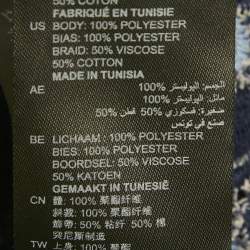 50% COTON
FABRIQUÉ EN TUNISIE
US BODY: 100% POLYESTER
BIAS: 100% POLYESTER
BRAID: 50% VISCOSE
50% COTTON
MADE IN TUNISIA
AE الجسم: البوليستر 100%
مائل: البوليستر 100%
ضفيرة: فسكوزي 50% قطن 50%
صنع في تونس
BE LICHAAM : 100% POLYESTER
BIES: 100% POLYESTER
BOORDSEL: 50% VISCOSE
50% KATOEN
GEMAAKT IN TUNESIË
CN 體: 100% 聚酯纤维
斜裁: 100% 聚酯纤维
飾带: 50% 粘纤 50% 棉
突尼斯制造
TW 上身: 100% 聚酯